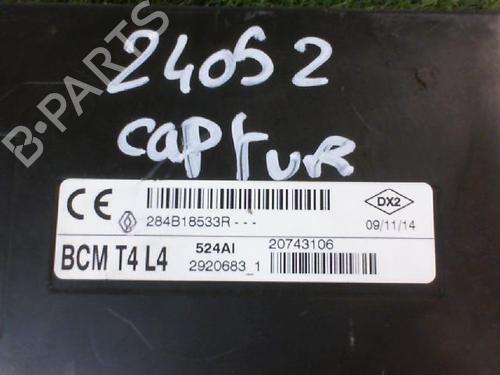 24052
CAPTUR
B-PARTS
CE
284B18533R - - -
DX2
09/11/14
BCM T4 L4
524AI
20743106
2920683_1